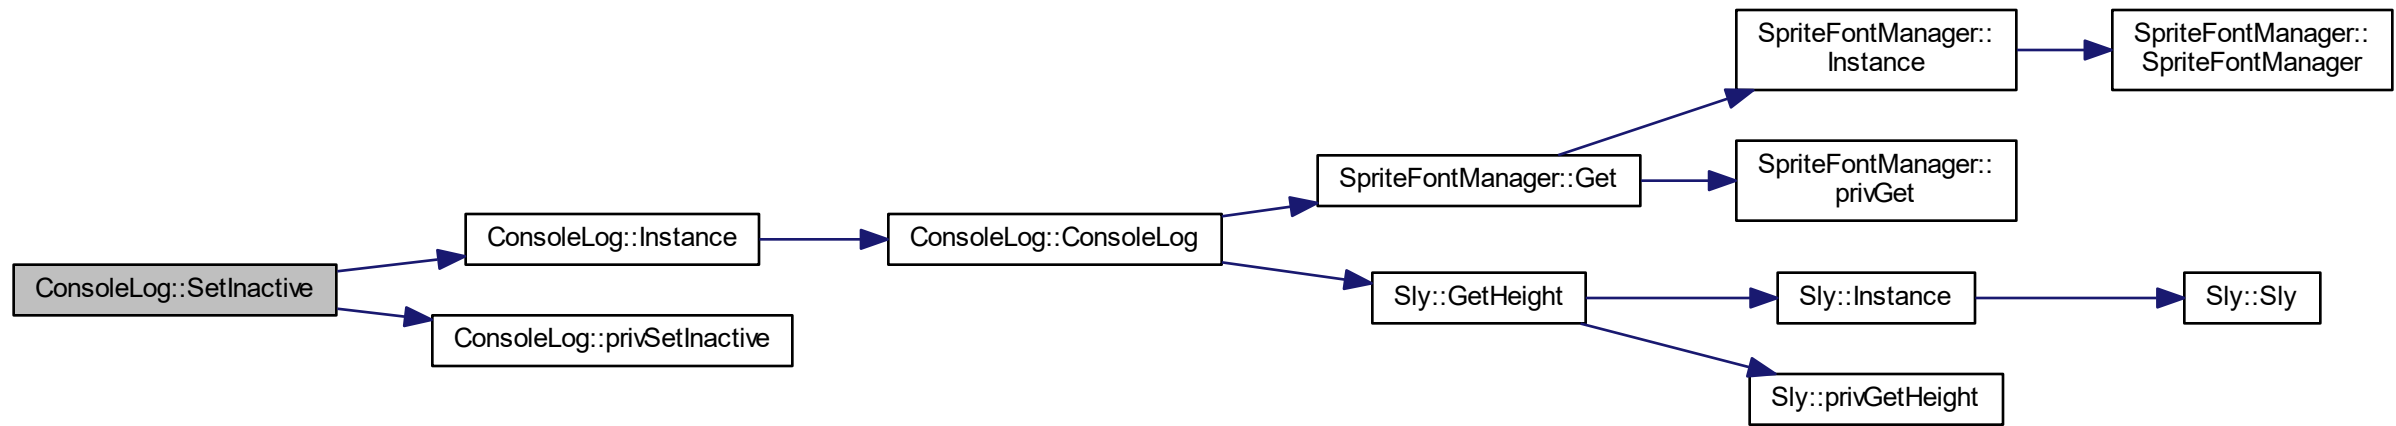 ConsoleLog::SetInactive
ConsoleLog::Instance
ConsoleLog::privSetInactive
ConsoleLog::ConsoleLog
SpriteFontManager::Get
Sly::GetHeight
SpriteFontManager::
Instance
SpriteFontManager::
privGet
Sly::Instance
Sly::privGetHeight
SpriteFontManager::
SpriteFontManager
Sly::Sly